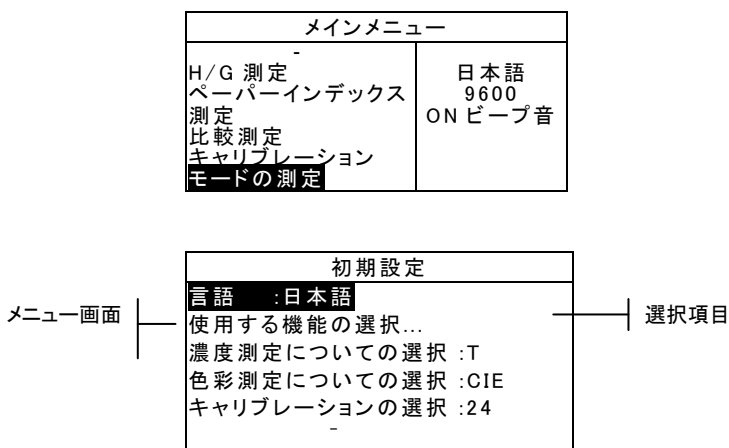 メインメニュー
-
H/G 測定
ペーパーインデックス
測定
比較測定
キャリブレーション
モードの測定
日本語
9600
ON ビープ音
初期設定
言語 :日本語
使用する機能の選択...
濃度測定についての選択 :T
色彩測定についての選択 :CIE
キャリブレーションの選択 :24
-
メニュー画面
選択項目